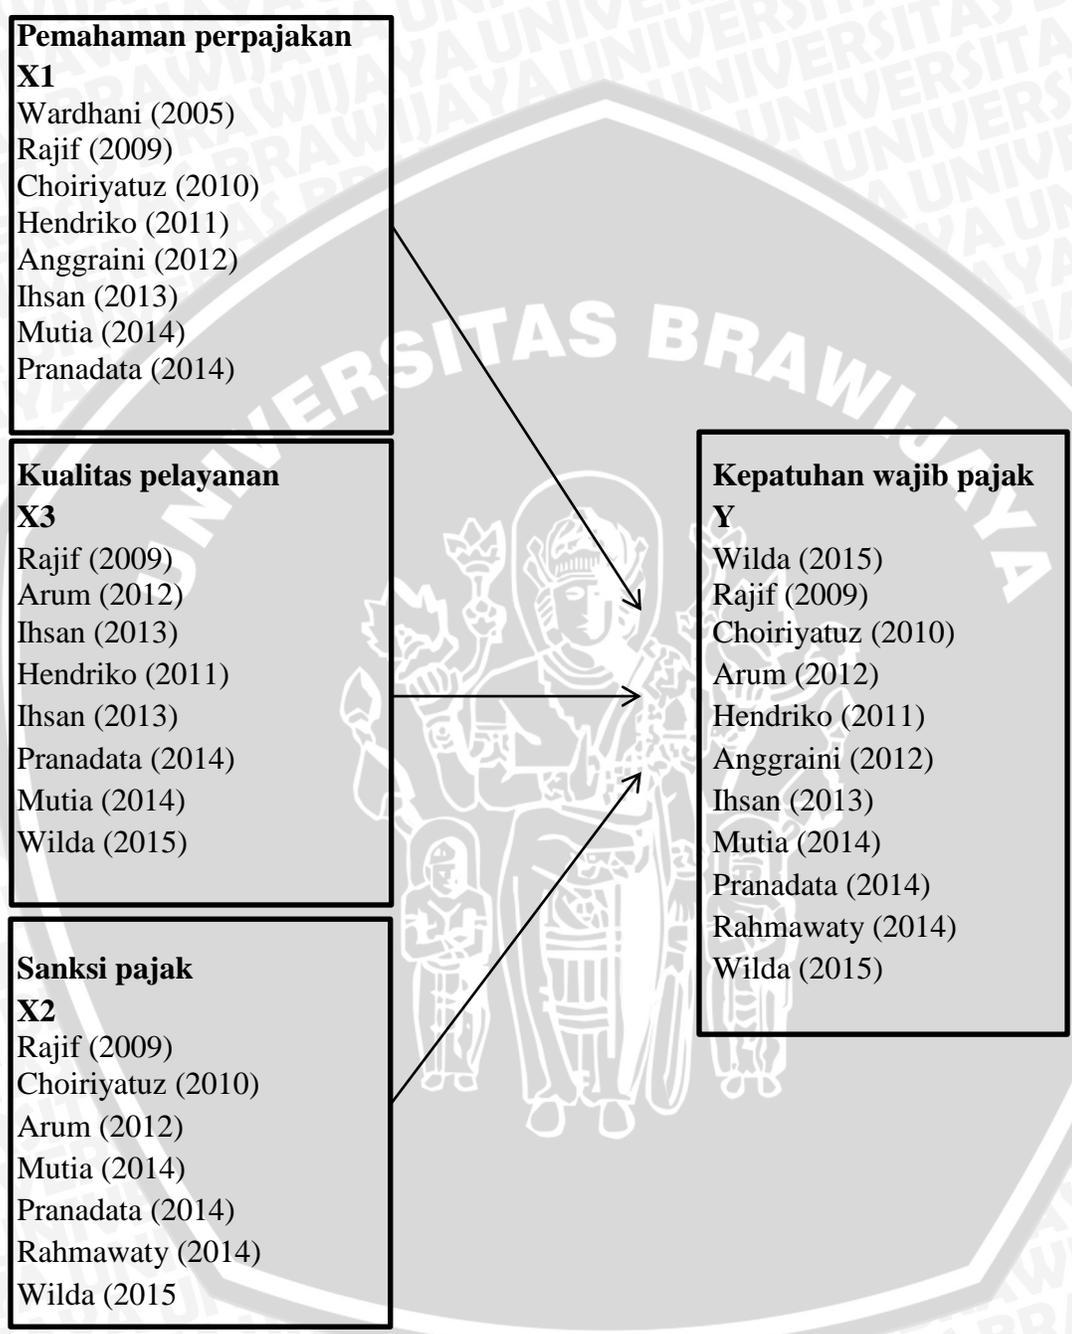 Pemahaman perpajakan
X1
Wardhani (2005)
Rajif (2009)
Choiriyatuz (2010)
Hendriko (2011)
Anggraini (2012)
Ihsan (2013)
Mutia (2014)
Pranadata (2014)
Kualitas pelayanan
X3
Rajif (2009)
Arum (2012)
Ihsan (2013)
Hendriko (2011)
Ihsan (2013)
Pranadata (2014)
Mutia (2014)
Wilda (2015)
Sanksi pajak
X2
Rajif (2009)
Choiriyatuz (2010)
Arum (2012)
Mutia (2014)
Pranadata (2014)
Rahmawaty (2014)
Wilda (2015
Kepatuhan wajib pajak
Y
Wilda (2015)
Rajif (2009)
Choiriyatuz (2010)
Arum (2012)
Hendriko (2011)
Anggraini (2012)
Ihsan (2013)
Mutia (2014)
Pranadata (2014)
Rahmawaty (2014)
Wilda (2015)
UNIVERSITAS BRAWIJAYA